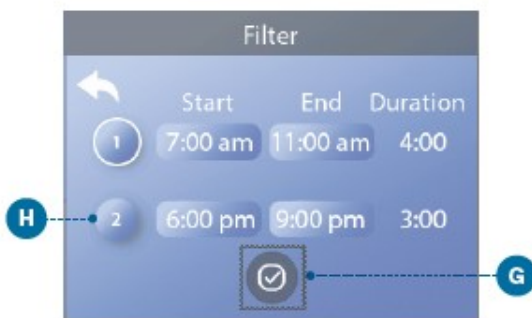 Filter
Start End Duration
1 7:00 am 11:00 am 4:00
H 2 6:00 pm 9:00 pm 3:00
G